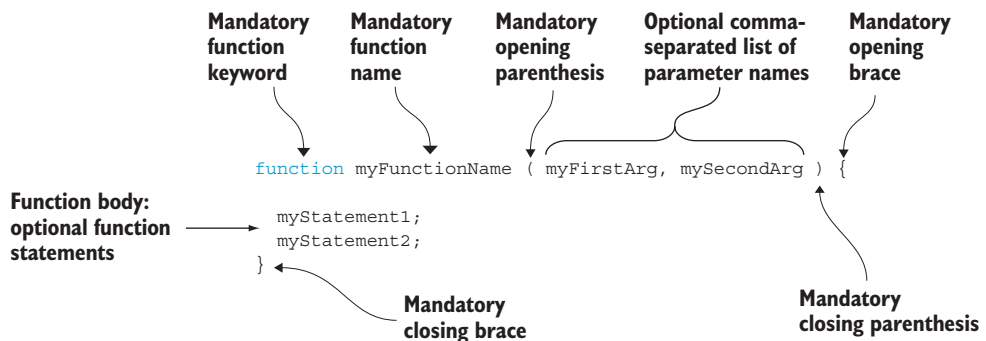 Mandatory
function
keyword
Mandatory
function
name
Mandatory
opening
parenthesis
Optional comma-
separated list of
parameter names
Mandatory
opening
brace
function myFunctionName ( myFirstArg, mySecondArg ) {
Function body:
optional function
statements
myStatement1;
myStatement2;
}
Mandatory
closing brace
Mandatory
closing parenthesis